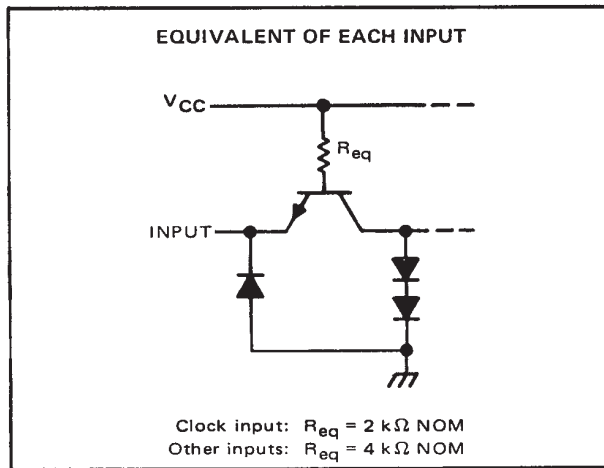 EQUIVALENT OF EACH INPUT
VCC
Req
INPUT
Clock input: Req = 2 kΩ NOM
Other inputs: Req = 4 kΩ NOM